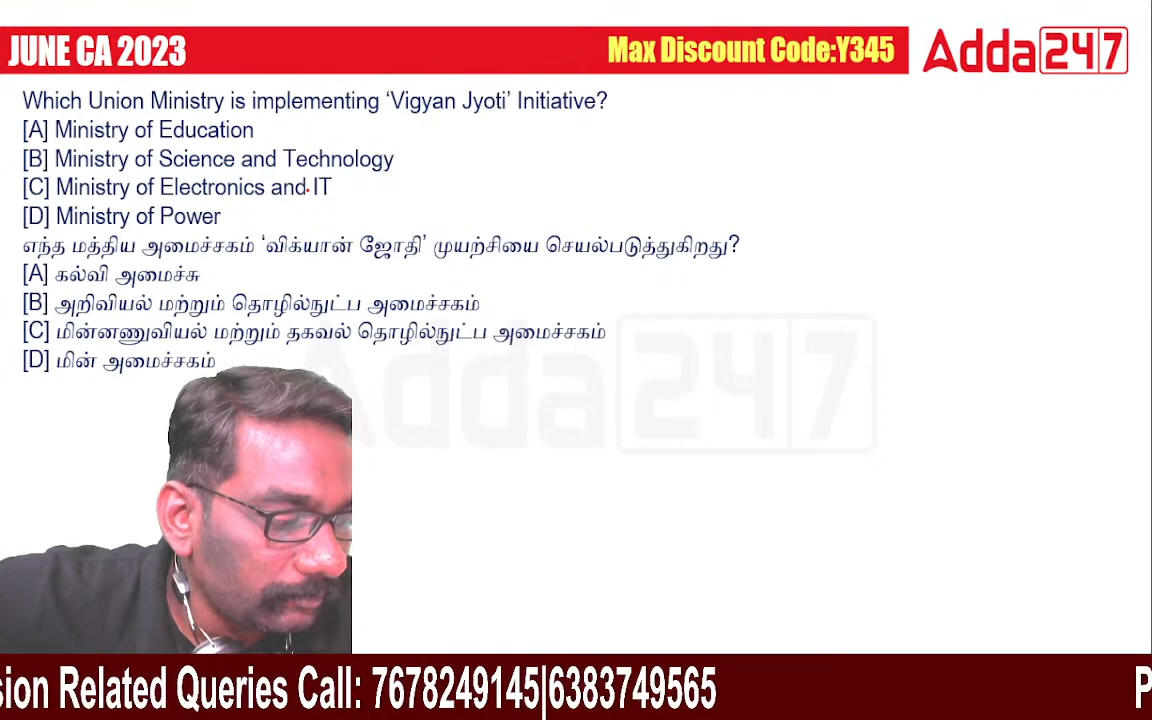 JUNE CA 2023
Max Discount Code:Y345
Adda247
Which Union Ministry is implementing ‘Vigyan Jyoti’ Initiative?
[A] Ministry of Education
[B] Ministry of Science and Technology
[C] Ministry of Electronics and IT
[D] Ministry of Power
எந்த மத்திய அமைச்சகம் ‘விக்யான் ஜோதி’ முயற்சியை செயல்படுத்துகிறது?
[A] கல்வி அமைச்சு
[B] அறிவியல் மற்றும் தொழில்நுட்ப அமைச்சகம்
[C] மின்னணுவியல் மற்றும் தகவல் தொழில்நுட்ப அமைச்சகம்
[D] மின் அமைச்சகம்
Adda247
sion Related Queries Call: 7678249145|6383749565 P